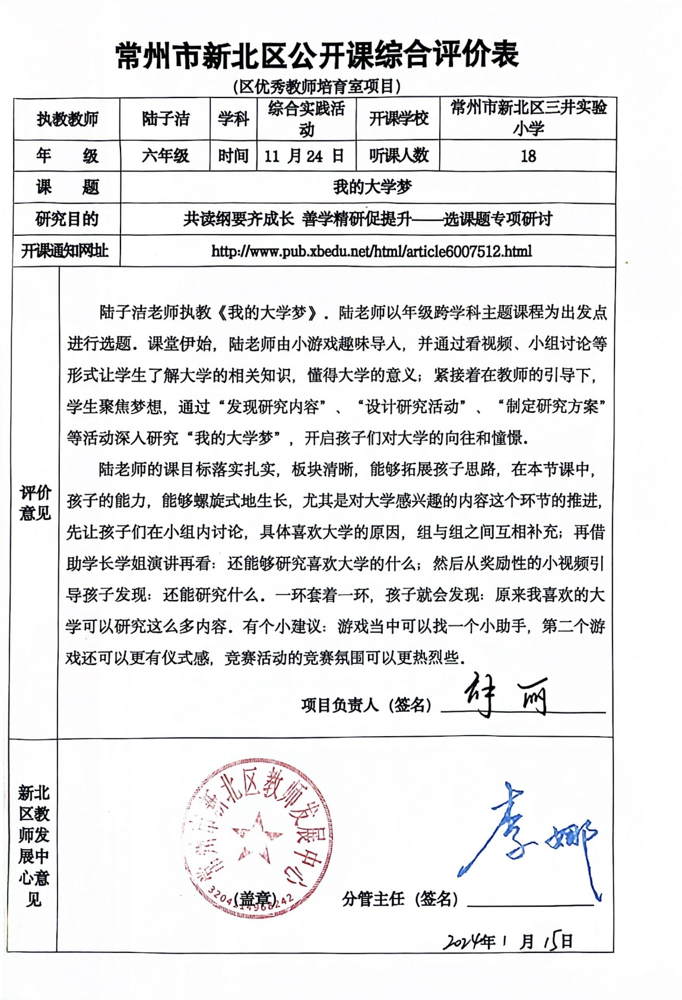 常州市新北区公开课综合评价表
(区优秀教师培育室项目)
执教教师 陆子洁 学科 综合实践活动 开课学校 常州市新北区三井实验小学
年 级 六年级 时间 11 月 24 日 听课人数 18
课 题 我的大学梦
研究目的 共读纲要齐成长 善学精研促提升——选课题专项研讨
开课通知网址 http://www.pub.xbedu.net/html/article6007512.html
评价意见
陆子洁老师执教《我的大学梦》. 陆老师以年级跨学科主题课程为出发点
进行选题. 课堂伊始, 陆老师由小游戏趣味导入, 并通过看视频、小组讨论等
形式让学生了解大学的相关知识, 懂得大学的意义; 紧接着在教师的引导下,
学生聚焦梦想, 通过“发现研究内容”、“设计研究活动”、“制定研究方案”
等活动深入研究“我的大学梦”, 开启孩子们对大学的向往和憧憬.
陆老师的课目标落实扎实, 板块清晰, 能够拓展孩子思路, 在本节课中,
孩子的能力, 能够螺旋式地生长, 尤其是对大学感兴趣的内容这个环节的推进,
先让孩子们在小组内讨论, 具体喜欢大学的原因, 组与组之间互相补充; 再借
助学长学姐演讲再看: 还能够研究喜欢大学的什么; 然后从奖励性的小视频引
导孩子发现: 还能研究什么. 一环套着一环, 孩子就会发现: 原来我喜欢的大
学可以研究这么多内容. 有个小建议: 游戏当中可以找一个小助手, 第二个游
戏还可以更有仪式感, 竞赛活动的竞赛氛围可以更热烈些.
项目负责人 (签名) 丽
新北区教师发展中心意见
常州市新北区教师发展中心
(盖章)
分管主任 (签名) 李娜
2024年 1 月 15日